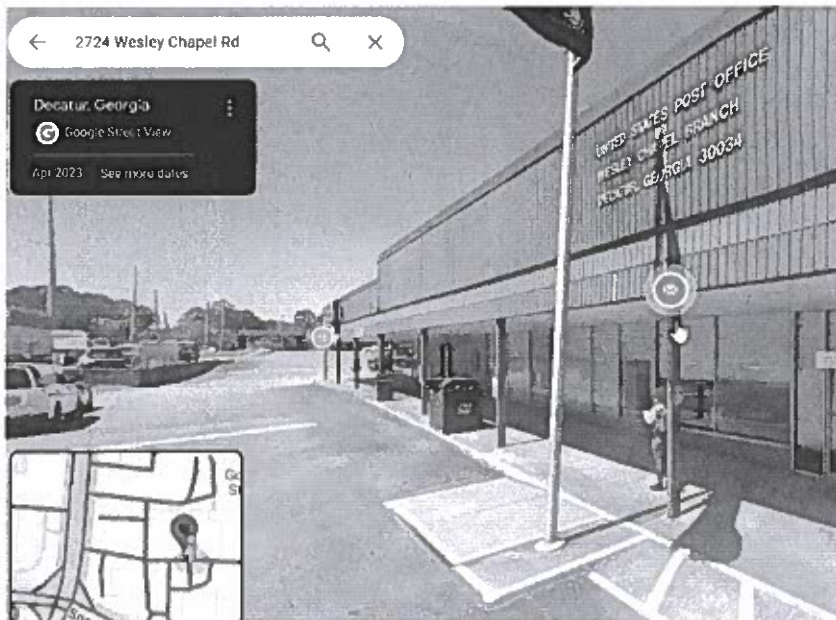 2724 Wesley Chapel Rd
Decatur, Georgia
Google Street View
Apr 2023 See more dates
UNITED STATES POST OFFICE
WESLEY CHAPEL BRANCH
DECATUR, GEORGIA 30034